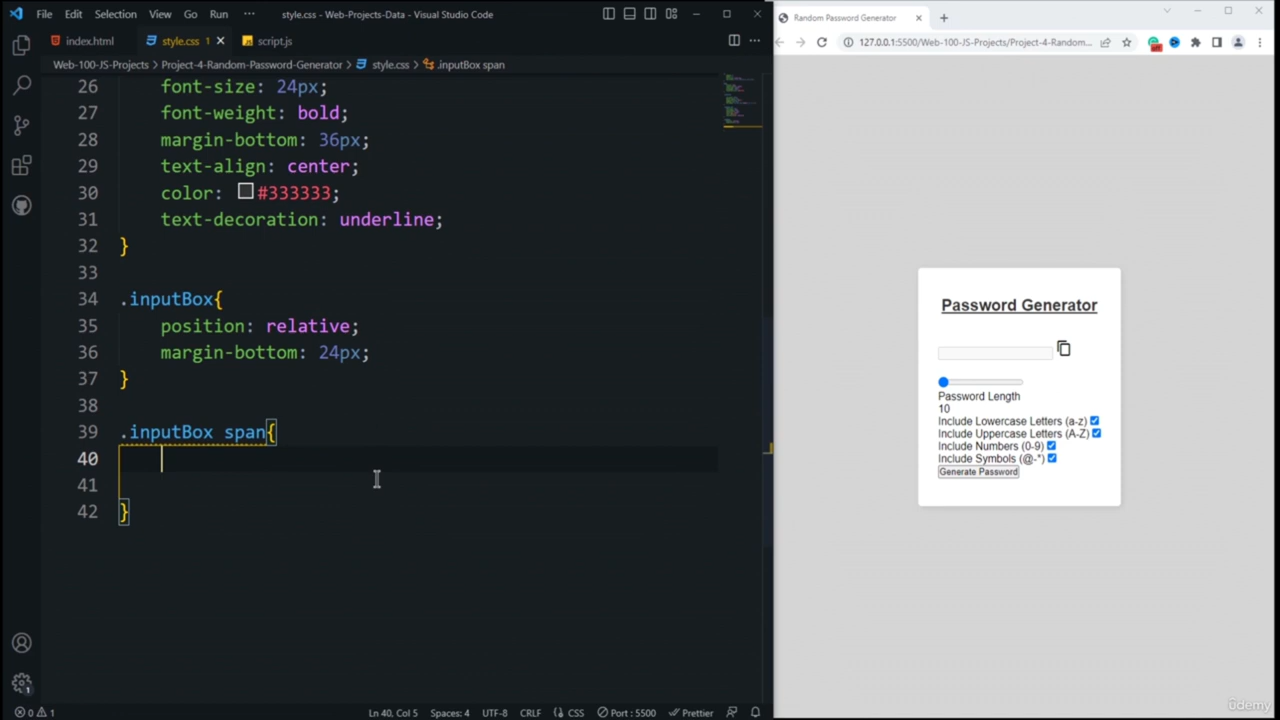 File Edit Selection View Go Run ··· style.css - Web-Projects-Data - Visual Studio Code
Random Password Generator
index.html style.css 1 script.js
127.0.0.1:5500/Web-100-JS-Projects/Project-4-Random...
Web-100-JS-Projects > Project-4-Random-Password-Generator > style.css > .inputBox span
26 font-size: 24px;
27 font-weight: bold;
28 margin-bottom: 36px;
29 text-align: center;
30 color: #333333;
31 text-decoration: underline;
32 }
33
34 .inputBox{
35 position: relative;
36 margin-bottom: 24px;
37 }
38
39 .inputBox span{
40
41
42 }
Password Generator
Password Length
10
Include Lowercase Letters (a-z)
Include Uppercase Letters (A-Z)
Include Numbers (0-9)
Include Symbols (@-*)
Generate Password
1
0 1 Ln 40, Col 5 Spaces: 4 UTF-8 CRLF CSS Port : 5500 Prettier
ûdemy